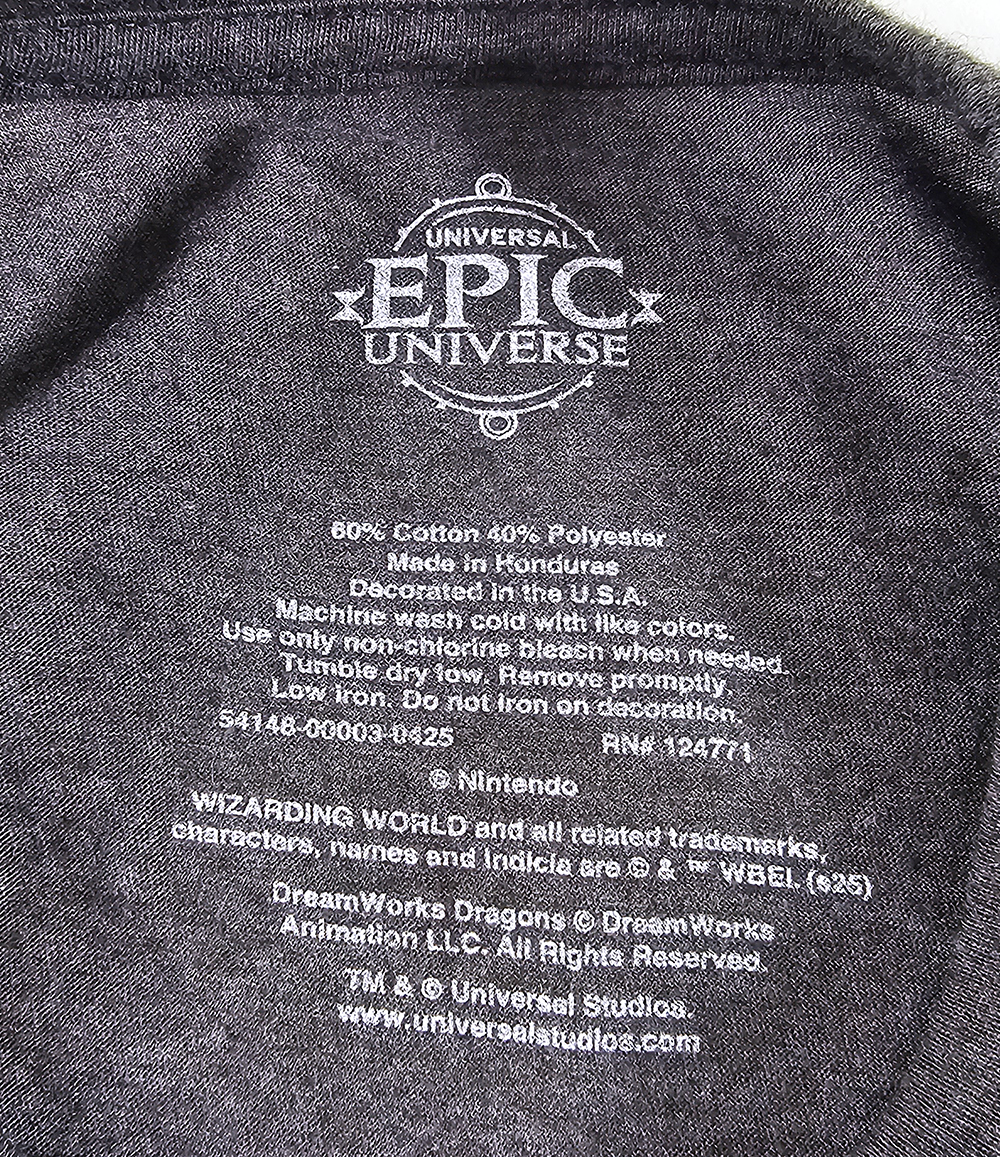 UNIVERSAL
EPIC
UNIVERSE
60% Cotton 40% Polyester
Made in Honduras
Decorated in the U.S.A.
Machine wash cold with like colors.
Use only non-chlorine bleach when needed.
Tumble dry low. Remove promptly.
Low iron. Do not iron on decoration.
54148-00003-0425 RN# 124771
© Nintendo
WIZARDING WORLD and all related trademarks,
characters, names and indicia are © & ™ WBEI. (s25)
DreamWorks Dragons © DreamWorks
Animation LLC. All Rights Reserved.
TM & © Universal Studios.
www.universalstudios.com